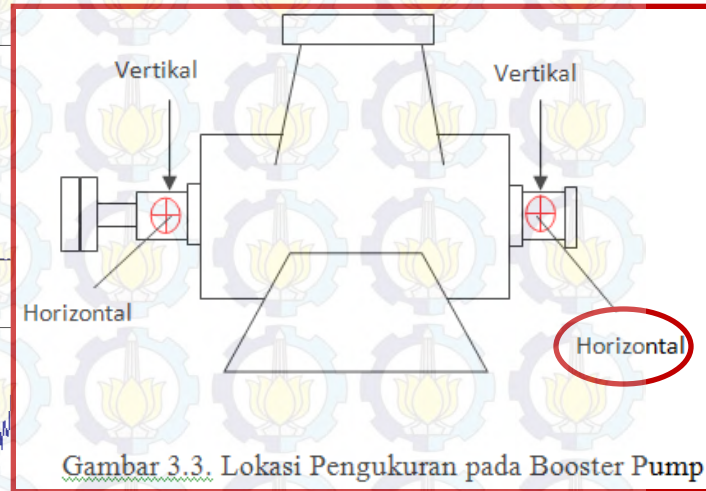 Vertikal
Vertikal
Horizontal
Horizontal
Gambar 3.3. Lokasi Pengukuran pada Booster Pump